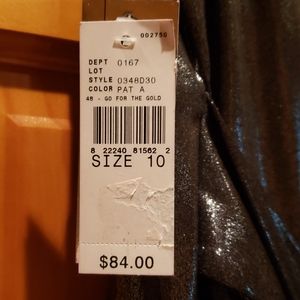 002750
DEPT 0167
LOT
STYLE 0348D30
COLOR PAT A
48 - GO FOR THE GOLD
8 22240 81562 2
SIZE 10
$84.00